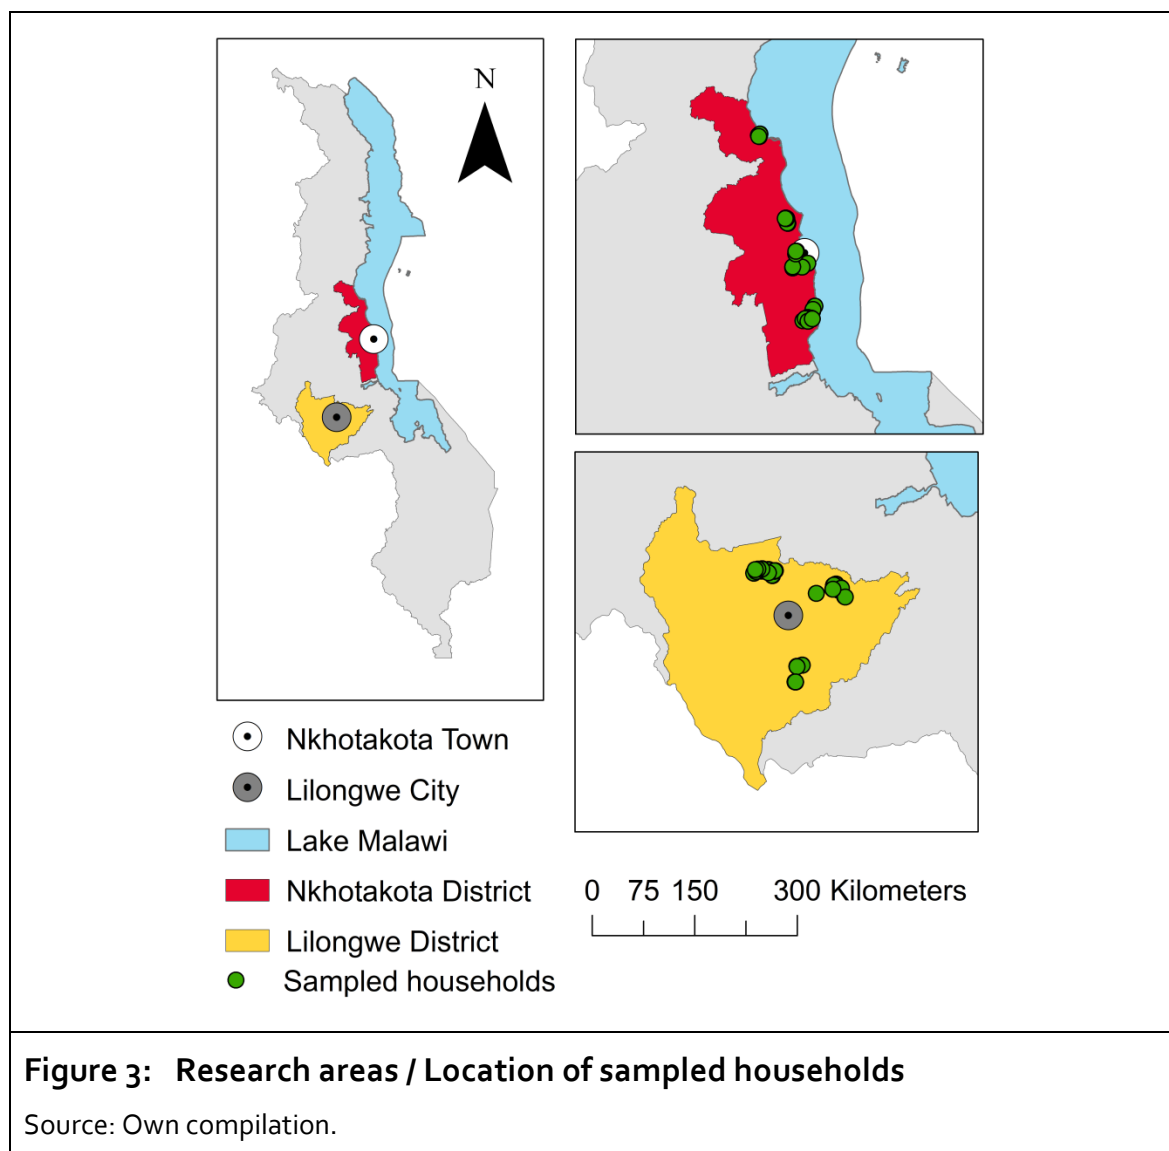 N
Nkhotakota Town
Lilongwe City
Lake Malawi
Nkhotakota District
Lilongwe District
Sampled households
0 75 150 300 Kilometers
Figure 3: Research areas / Location of sampled households
Source: Own compilation.